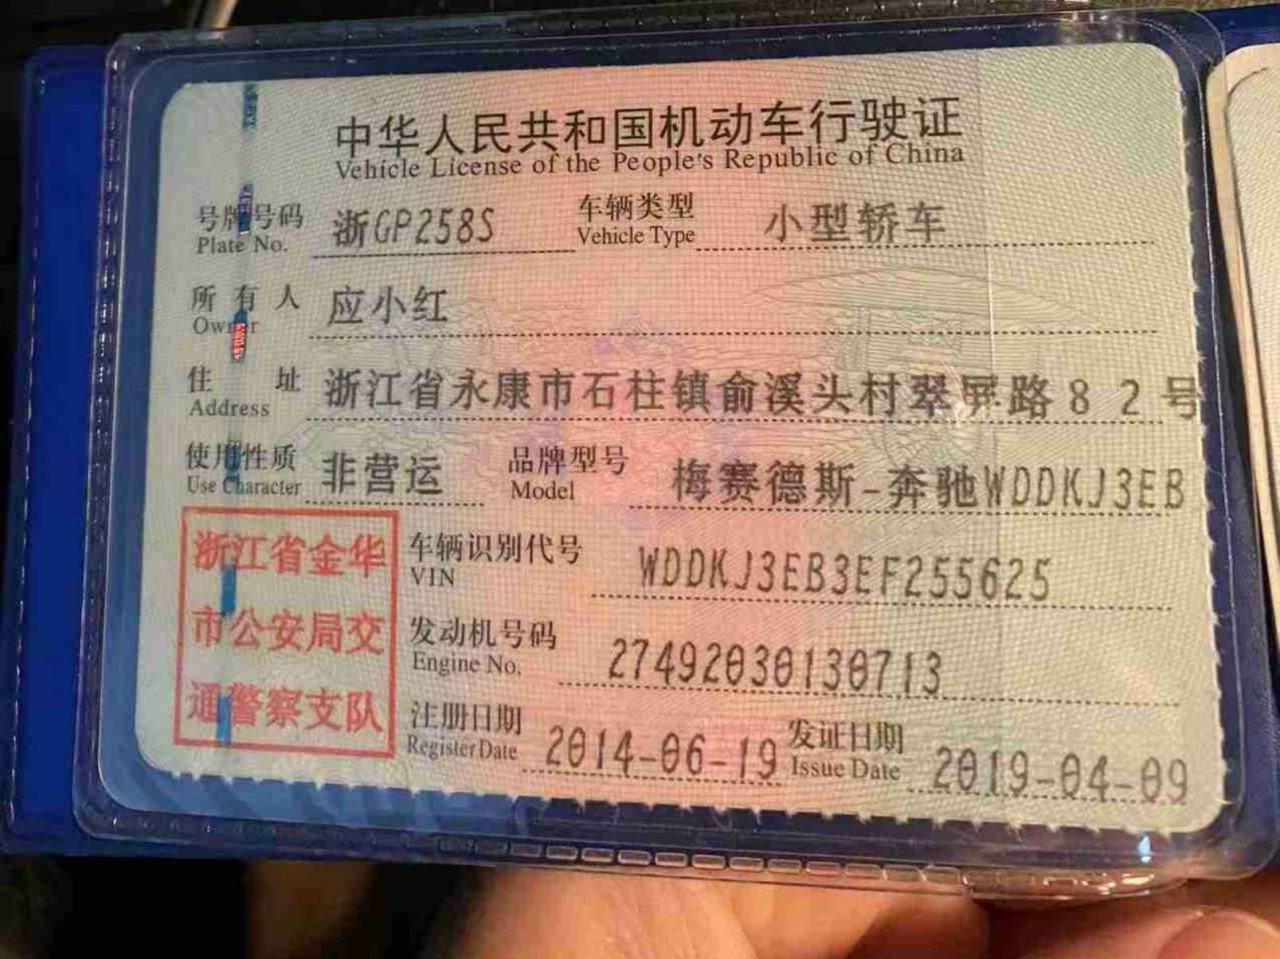 中华人民共和国机动车行驶证
Vehicle License of the People's Republic of China
号牌号码 浙GP258S 车辆类型 小型轿车
Plate No. Vehicle Type
所有人 应小红
Owner
住址 浙江省永康市石柱镇俞溪头村翠屏路82号
Address
使用性质 非营运 品牌型号 梅赛德斯-奔驰WDDKJ3EB
Use Character Model
浙江省金华
市公安局交
通警察支队
车辆识别代号 WDDKJ3EB3EF255625
VIN
发动机号码 27492030130713
Engine No.
注册日期 2014-06-19 发证日期 2019-04-09
Register Date Issue Date